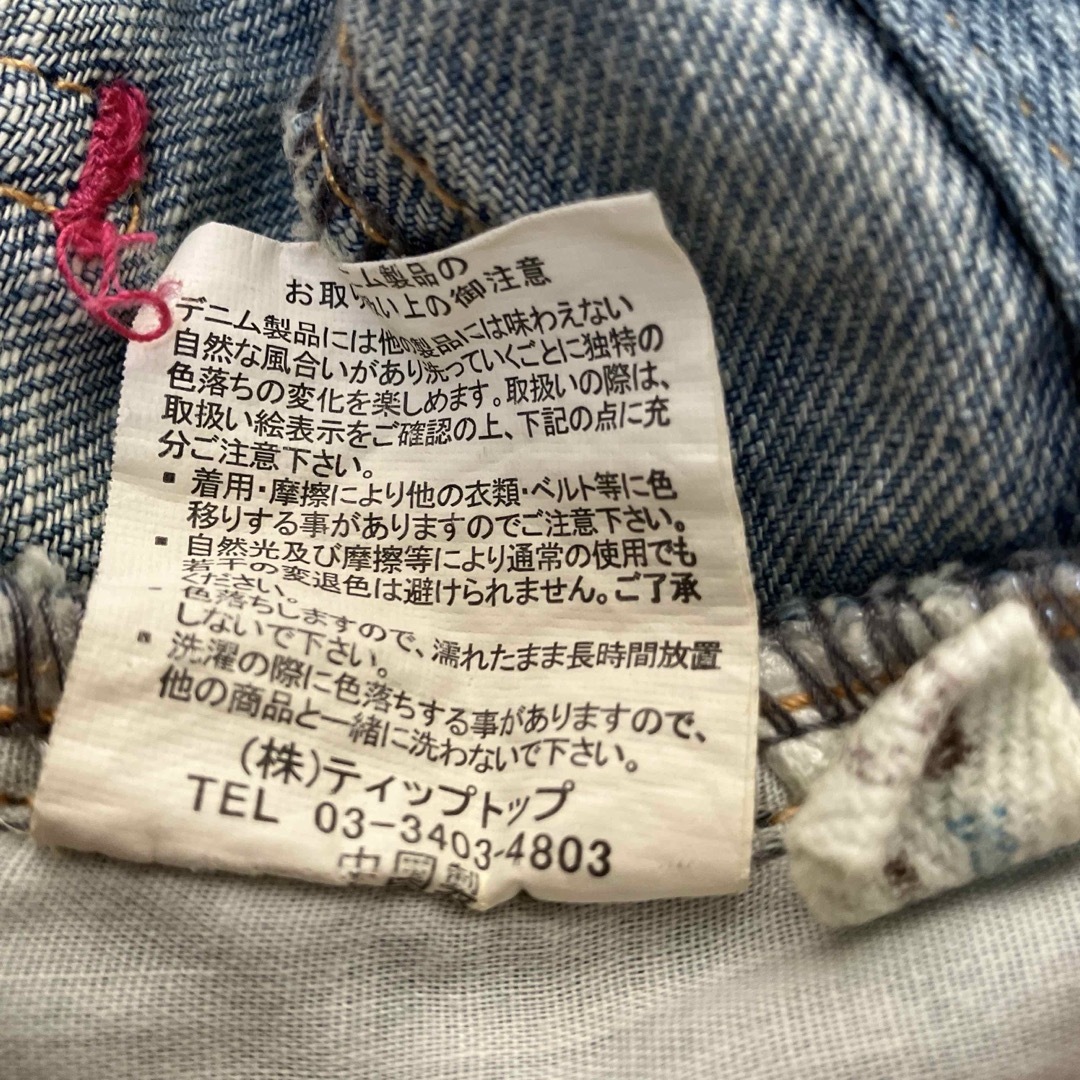 ニム製品の
お取り扱い上の御注意
デニム製品には他の製品には味わえない
自然な風合いがあり洗っていくごとに独特の
色落ちの変化を楽しめます。取扱いの際は、
取扱い絵表示をご確認の上、下記の点に充
分ご注意下さい。
▪ 着用・摩擦により他の衣類・ベルト等に色
移りする事がありますのでご注意下さい。
▪ 自然光及び摩擦等により通常の使用でも
若干の変退色は避けられません。ご了承
ください。
色落ちしますので、濡れたまま長時間放置
しないで下さい。
▪ 洗濯の際に色落ちする事がありますので、
他の商品と一緒に洗わないで下さい。
(株)ティップトップ
TEL 03-3403-4803
中国製